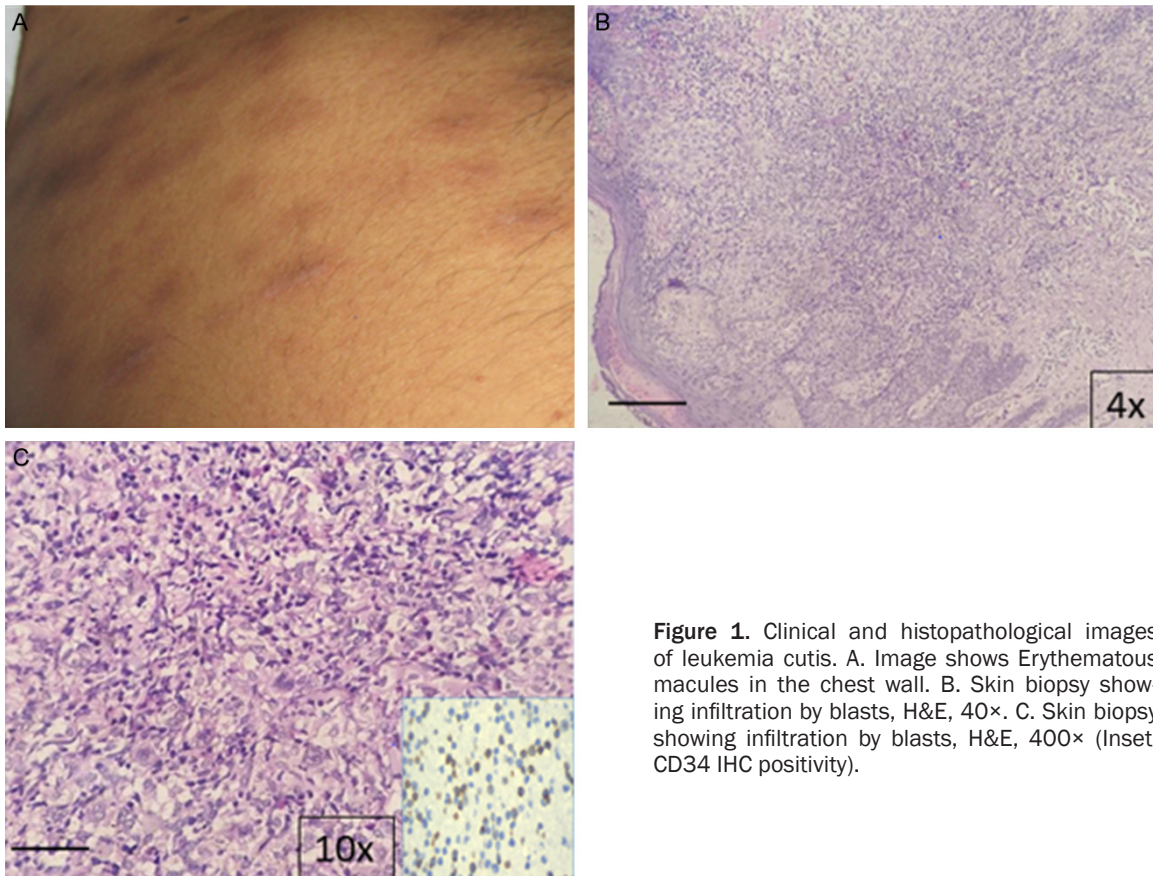 A
B
4x
C
10x
Figure 1. Clinical and histopathological images
of leukemia cutis. A. Image shows Erythematous
macules in the chest wall. B. Skin biopsy show-
ing infiltration by blasts, H&E, 40×. C. Skin biopsy
showing infiltration by blasts, H&E, 400× (Inset
CD34 IHC positivity).